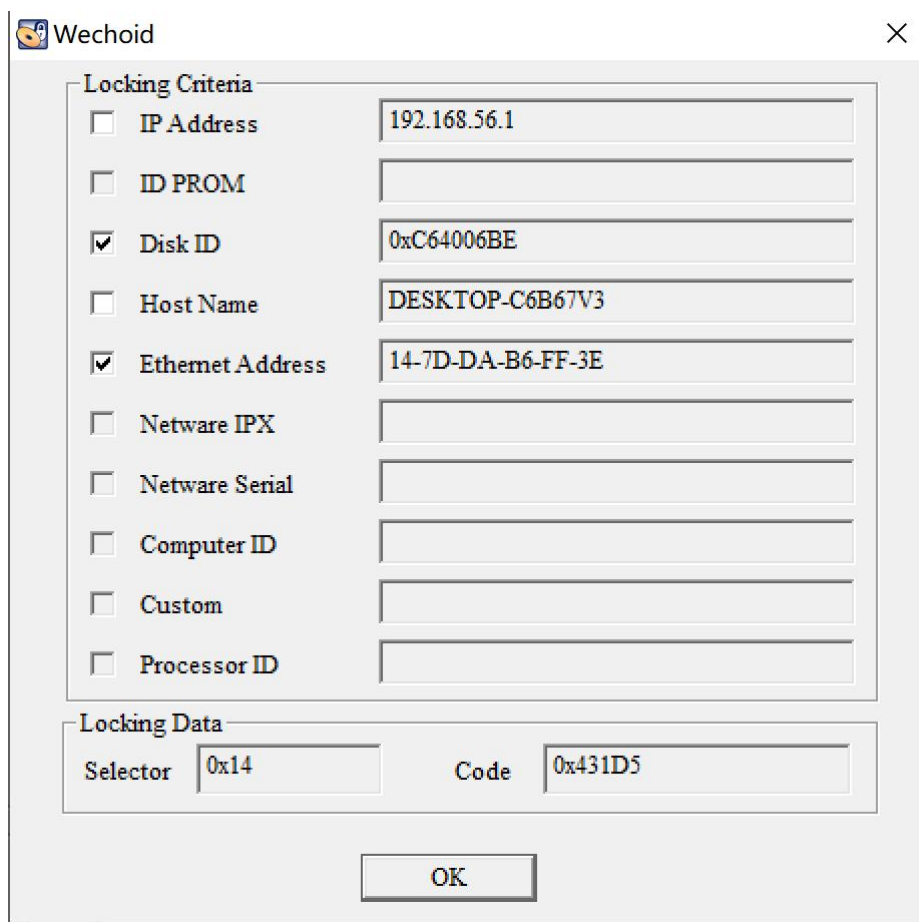 Wechoid
Locking Criteria
IP Address 192.168.56.1
ID PROM
Disk ID 0xC64006BE
Host Name DESKTOP-C6B67V3
Ethernet Address 14-7D-DA-B6-FF-3E
Netware IPX
Netware Serial
Computer ID
Custom
Processor ID
Locking Data
Selector 0x14 Code 0x431D5
OK